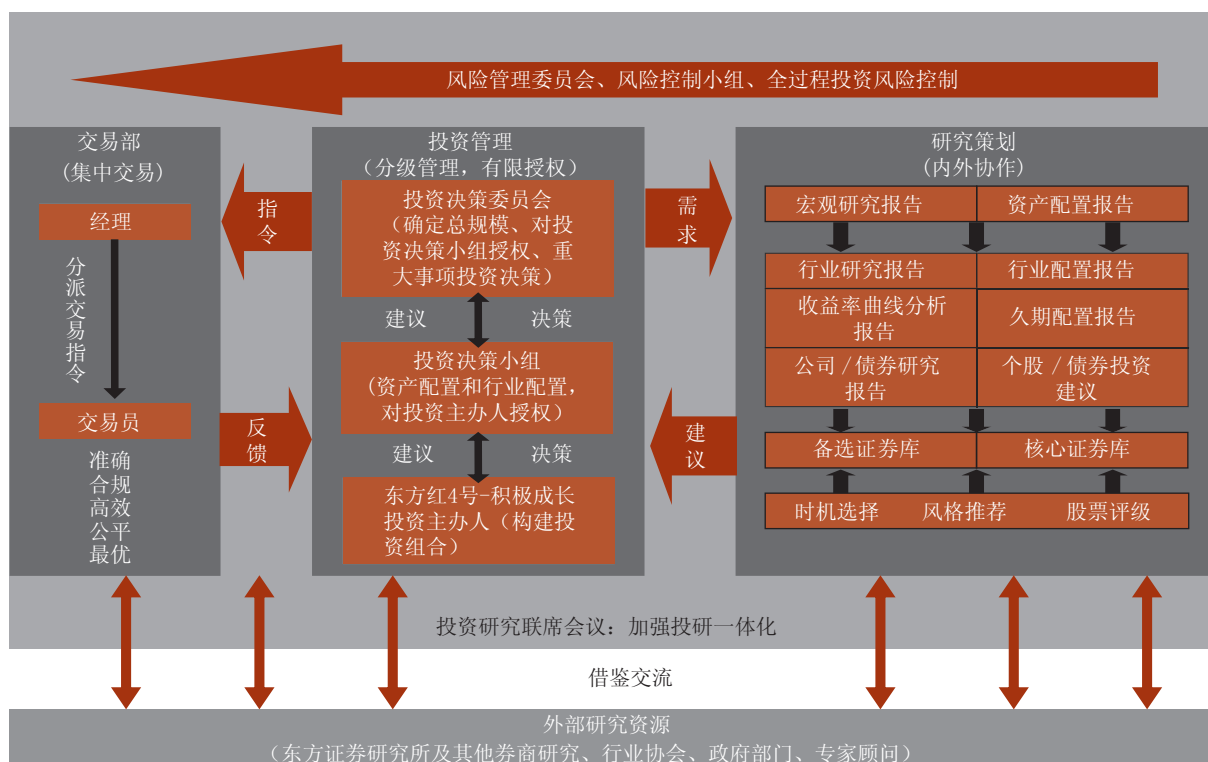 风险管理委员会、风险控制小组、全过程投资风险控制
交易部
(集中交易)
经理
分派交易指令
交易员
准确
合规
高效
公平
最优
指令
反馈
投资管理
（分级管理，有限授权）
投资决策委员会
（确定总规模、对投
资决策小组授权、重
大事项投资决策）
建议
决策
投资决策小组
(资产配置和行业配置，
对投资主办人授权）
建议
决策
东方红4号-积极成长
投资主办人（构建投
资组合）
需求
建议
研究策划
(内外协作)
宏观研究报告
资产配置报告
行业研究报告
行业配置报告
收益率曲线分析
报告
久期配置报告
公司/债券研究
报告
个股/债券投资
建议
备选证券库
核心证券库
时机选择
风格推荐
股票评级
投资研究联席会议：加强投研一体化
借鉴交流
外部研究资源
（东方证券研究所及其他券商研究、行业协会、政府部门、专家顾问）